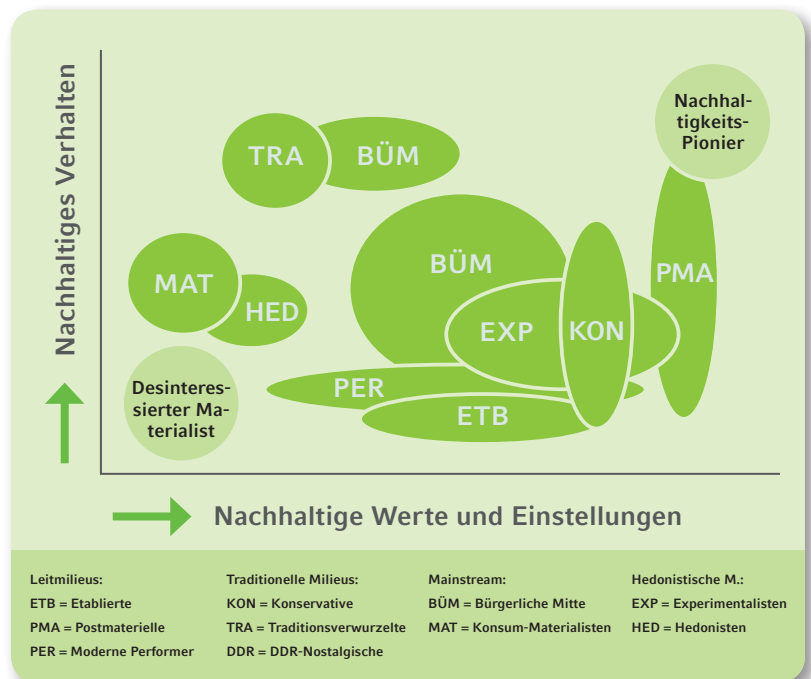 Nachhaltiges Verhalten
Nachhal-
tigkeits-
Pionier
TRA
BÜM
BÜM
PMA
MAT
HED
EXP
KON
PER
ETB
Desinteres-
sierter Ma-
terialist
Nachhaltige Werte und Einstellungen
Leitmilieus:
ETB = Etablierte
PMA = Postmaterielle
PER = Moderne Performer
Traditionelle Milieus:
KON = Konservative
TRA = Traditionsverwurzelte
DDR = DDR-Nostalgische
Mainstream:
BÜM = Bürgerliche Mitte
MAT = Konsum-Materialisten
Hedonistische M.:
EXP = Experimentalisten
HED = Hedonisten